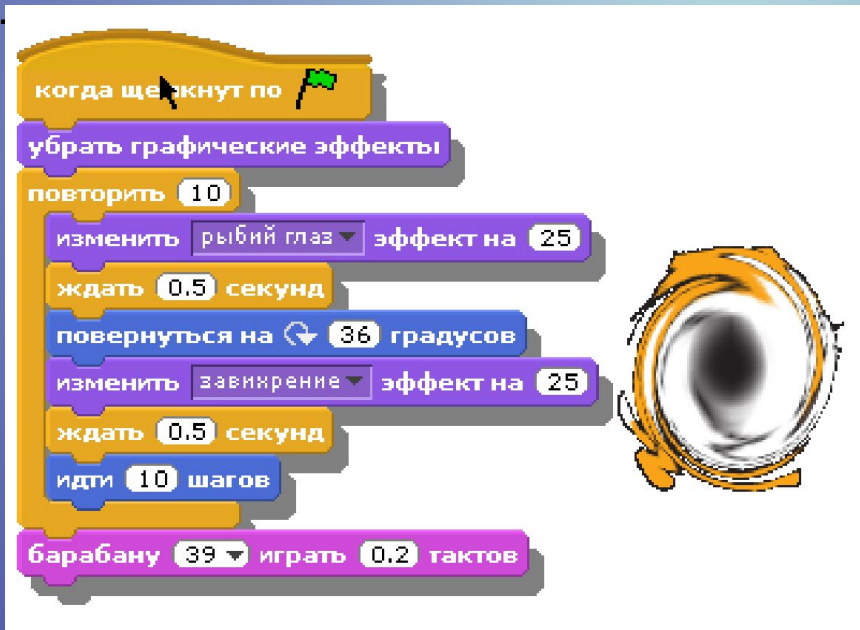 когда щелкнут по
убрать графические эффекты
повторить 10
изменить рыбий глаз эффект на 25
ждать 0.5 секунд
повернуться на 36 градусов
изменить завихрение эффект на 25
ждать 0.5 секунд
идти 10 шагов
барабану 39 играть 0.2 тактов